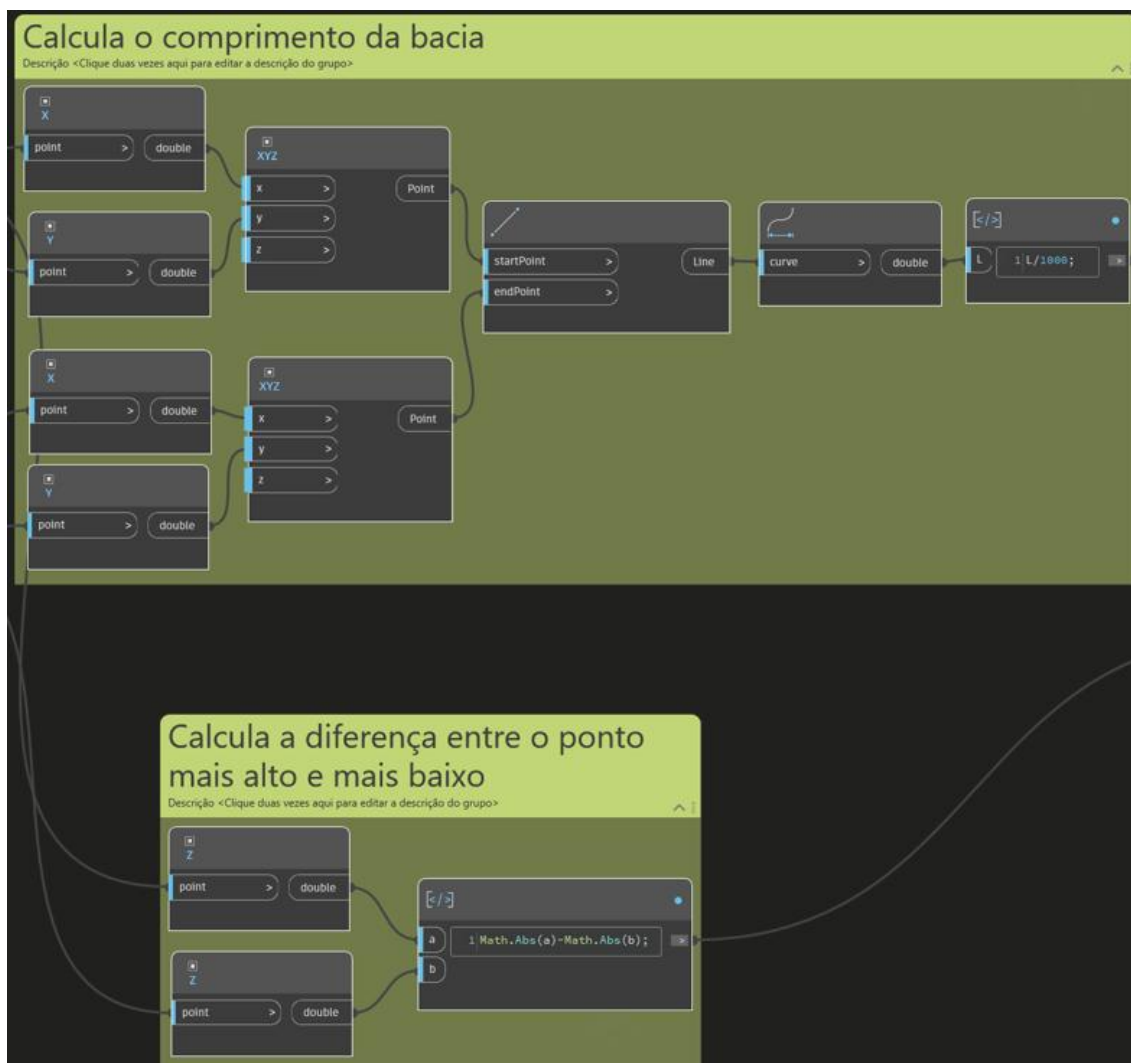 Calcula o comprimento da bacia
Descrição <Clique duas vezes aqui para editar a descrição do grupo>
X
point > double
XYZ
x >
y >
z >
Point
Y
point > double
startPoint >
endPoint >
Line
curve > double
L
1 L/1000;
>
X
point > double
XYZ
x >
y >
z >
Point
Y
point > double
Calcula a diferença entre o ponto
mais alto e mais baixo
Descrição <Clique duas vezes aqui para editar a descrição do grupo>
Z
point > double
a
b
1 Math.Abs(a)-Math.Abs(b);
>
Z
point > double